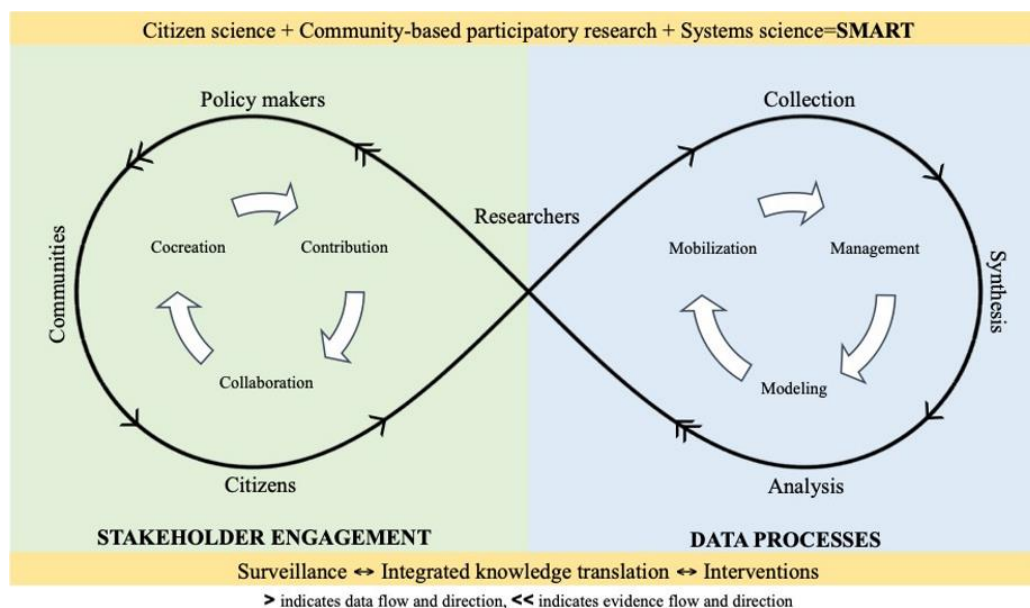 Citizen science + Community-based participatory research + Systems science=SMART
Policy makers
Collection
Researchers
Cocreation
Contribution
Mobilization
Management
Communities
Synthesis
Collaboration
Modeling
Citizens
Analysis
STAKEHOLDER ENGAGEMENT
DATA PROCESSES
Surveillance ↔ Integrated knowledge translation ↔ Interventions
> indicates data flow and direction, << indicates evidence flow and direction